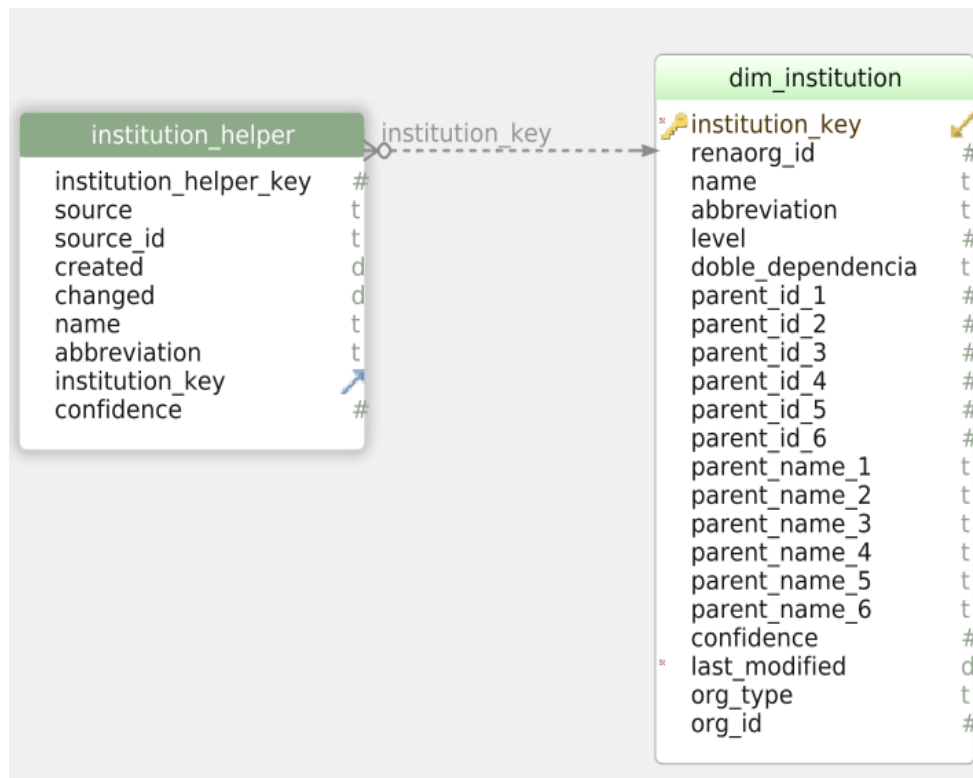 institution_helper
institution_helper_key #
source t
source_id t
created d
changed d
name t
abbreviation t
institution_key
confidence #
institution_key
dim_institution
institution_key
renaorg_id #
name t
abbreviation t
level #
doble_dependencia t
parent_id_1 #
parent_id_2 #
parent_id_3 #
parent_id_4 #
parent_id_5 #
parent_id_6 #
parent_name_1 t
parent_name_2 t
parent_name_3 t
parent_name_4 t
parent_name_5 t
parent_name_6 t
confidence #
last_modified d
org_type t
org_id #